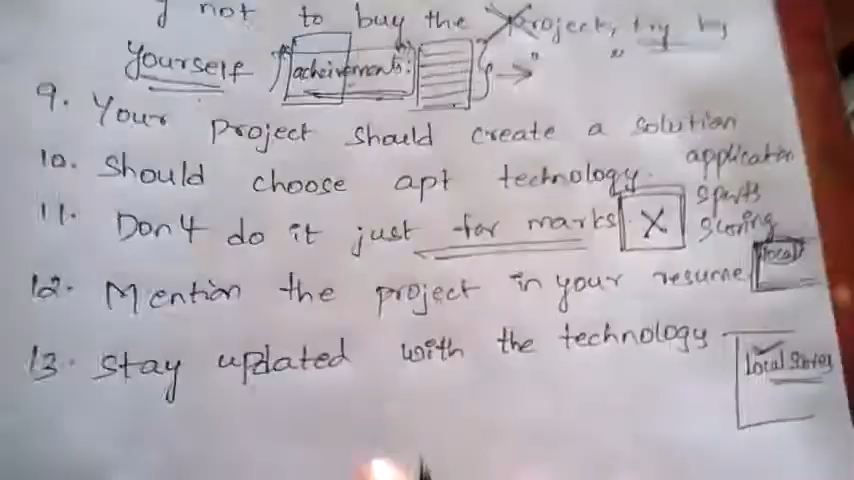 not to buy the Project, try by
yourself
acheivements:
9. Your project should create a solution
10. Should choose apt technology.
application
sports
scoring
11. Don't do it just for marks
X
12. Mention the project in your resume
local
13. Stay updated with the technology
local